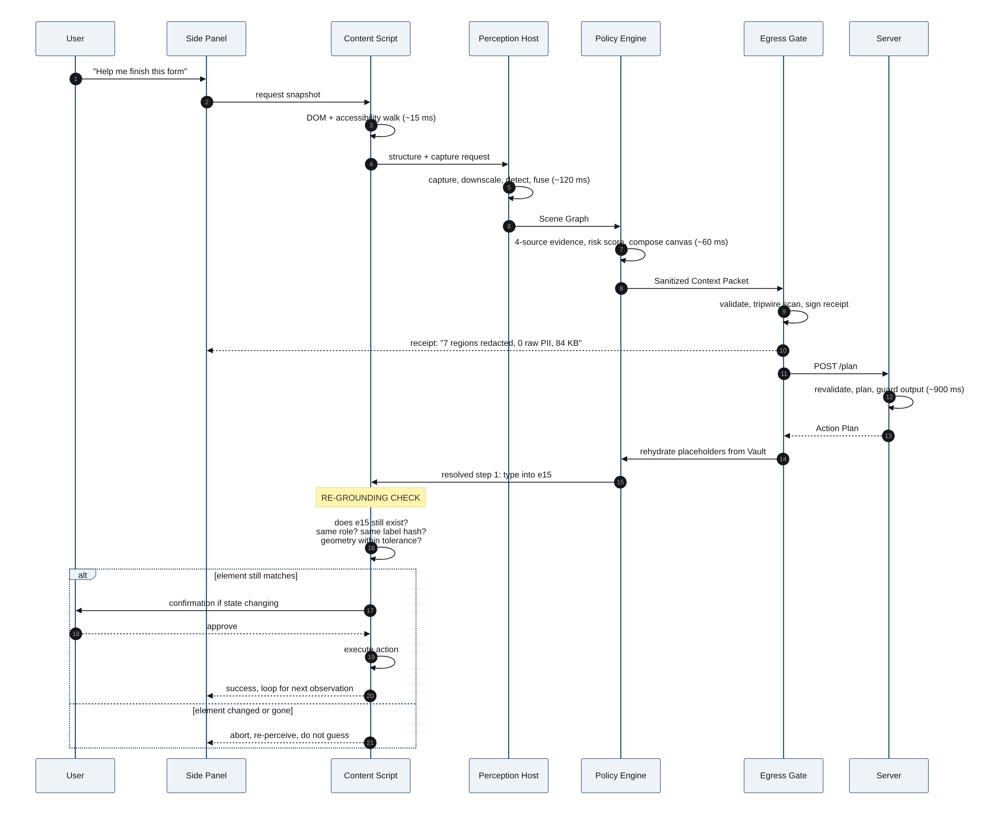 User
Side Panel
Content Script
Perception Host
Policy Engine
Egress Gate
Server
"Help me finish this form"
1
request snapshot
2
DOM + accessibility walk (~15 ms)
3
structure + capture request
4
capture, downscale, detect, fuse (~120 ms)
5
Scene Graph
6
4-source evidence, risk score, compose canvas (~60 ms)
7
Sanitized Context Packet
8
validate, tripwire scan, sign receipt
9
receipt: "7 regions redacted, 0 raw PII, 84 KB"
10
POST /plan
11
revalidate, plan, guard output (~900 ms)
12
Action Plan
13
rehydrate placeholders from Vault
14
resolved step 1: type into e15
15
RE-GROUNDING CHECK
does e15 still exist?
same role? same label hash?
geometry within tolerance?
16
alt
[element still matches]
confirmation if state changing
17
approve
18
execute action
19
success, loop for next observation
20
[element changed or gone]
abort, re-perceive, do not guess
21
User
Side Panel
Content Script
Perception Host
Policy Engine
Egress Gate
Server